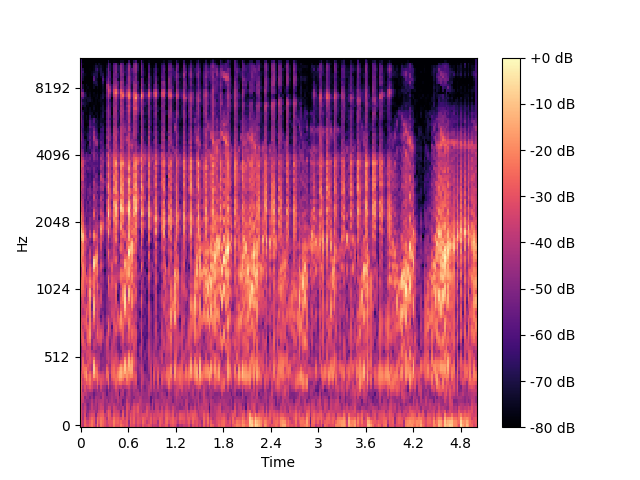 8192
4096
2048
1024
512
0
Hz
0 0.6 1.2 1.8 2.4 3 3.6 4.2 4.8
Time
+0 dB
-10 dB
-20 dB
-30 dB
-40 dB
-50 dB
-60 dB
-70 dB
-80 dB